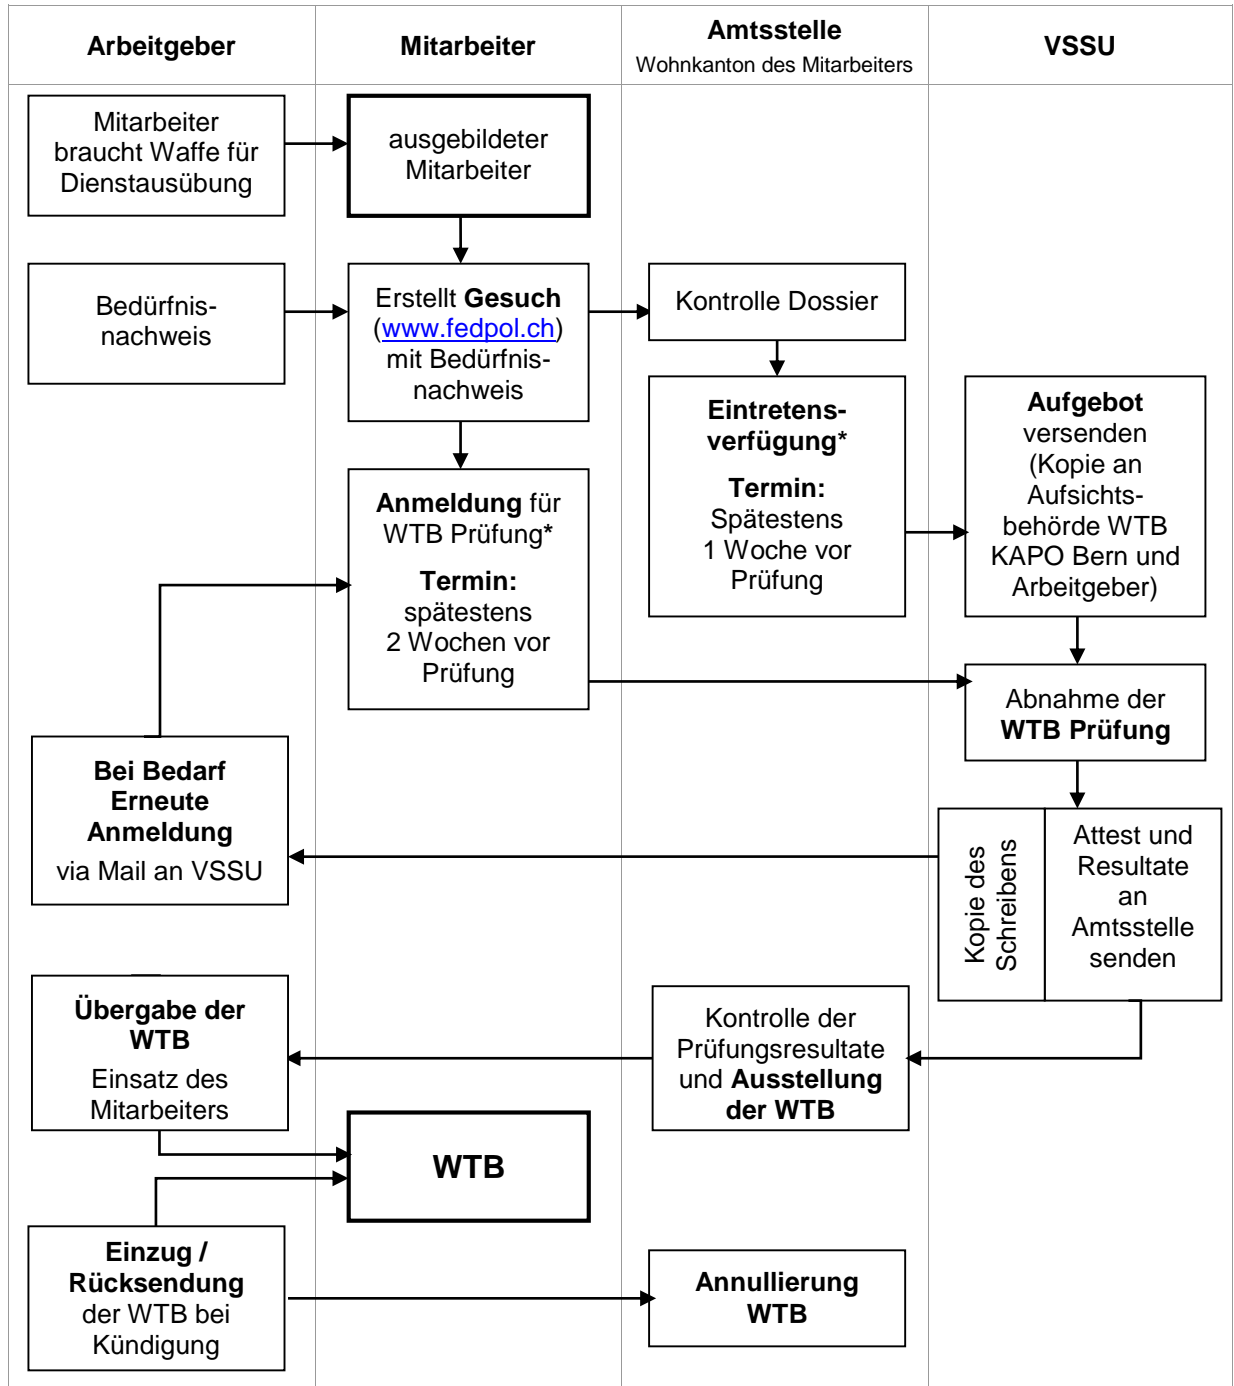 Arbeitgeber
Mitarbeiter
Amtsstelle
Wohnkanton des Mitarbeiters
VSSU
Mitarbeiter
braucht Waffe für
Dienstausübung
ausgebildeter
Mitarbeiter
Bedürfnis-
nachweis
Erstellt Gesuch
(www.fedpol.ch)
mit Bedürfnis-
nachweis
Kontrolle Dossier
Eintretens-
verfügung*
Termin:
Spätestens
1 Woche vor
Prüfung
Aufgebot
versenden
(Kopie an
Aufsichts-
behörde WTB
KAPO Bern und
Arbeitgeber)
Anmeldung für
WTB Prüfung*
Termin:
spätestens
2 Wochen vor
Prüfung
Abnahme der
WTB Prüfung
Bei Bedarf
Erneute
Anmeldung
via Mail an VSSU
Kopie des
Schreibens
Attest und
Resultate
an
Amtsstelle
senden
Übergabe der
WTB
Einsatz des
Mitarbeiters
Kontrolle der
Prüfungsresultate
und Ausstellung
der WTB
WTB
Einzug /
Rücksendung
der WTB bei
Kündigung
Annullierung
WTB